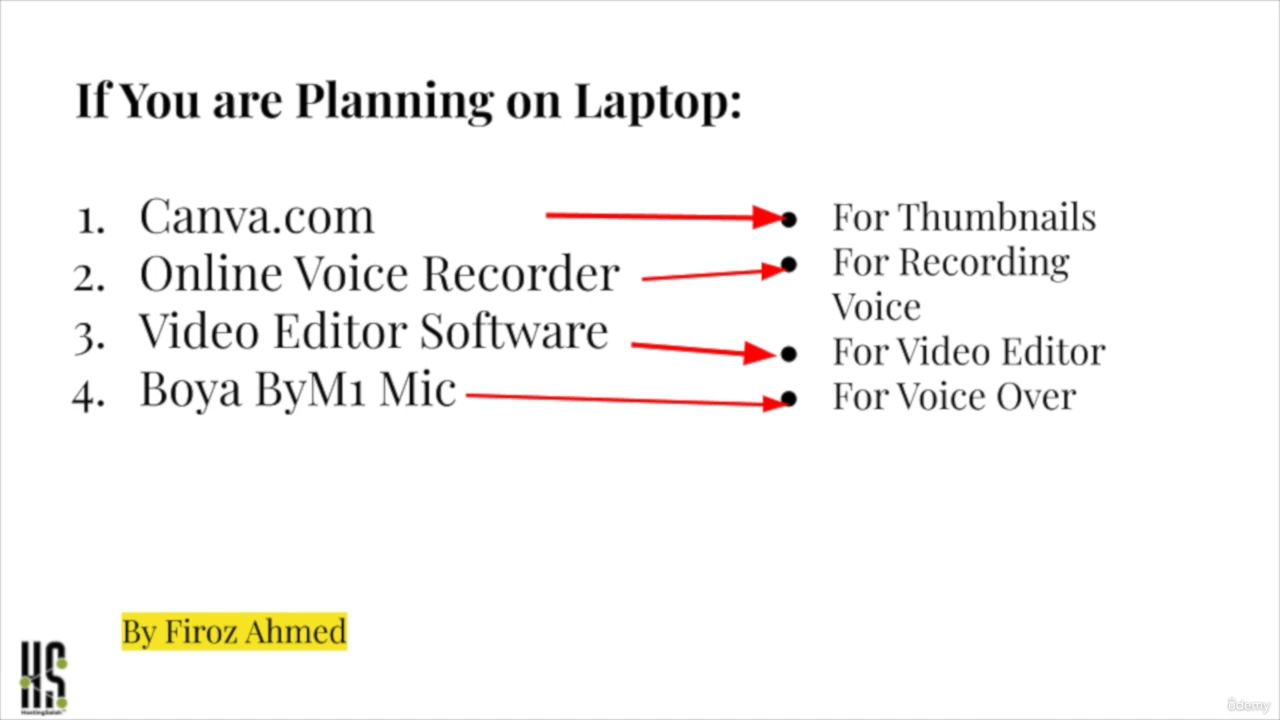 If You are Planning on Laptop:
1. Canva.com
2. Online Voice Recorder
3. Video Editor Software
4. Boya ByM1 Mic
● For Thumbnails
● For Recording
Voice
● For Video Editor
● For Voice Over
By Firoz Ahmed
HS
Udemy